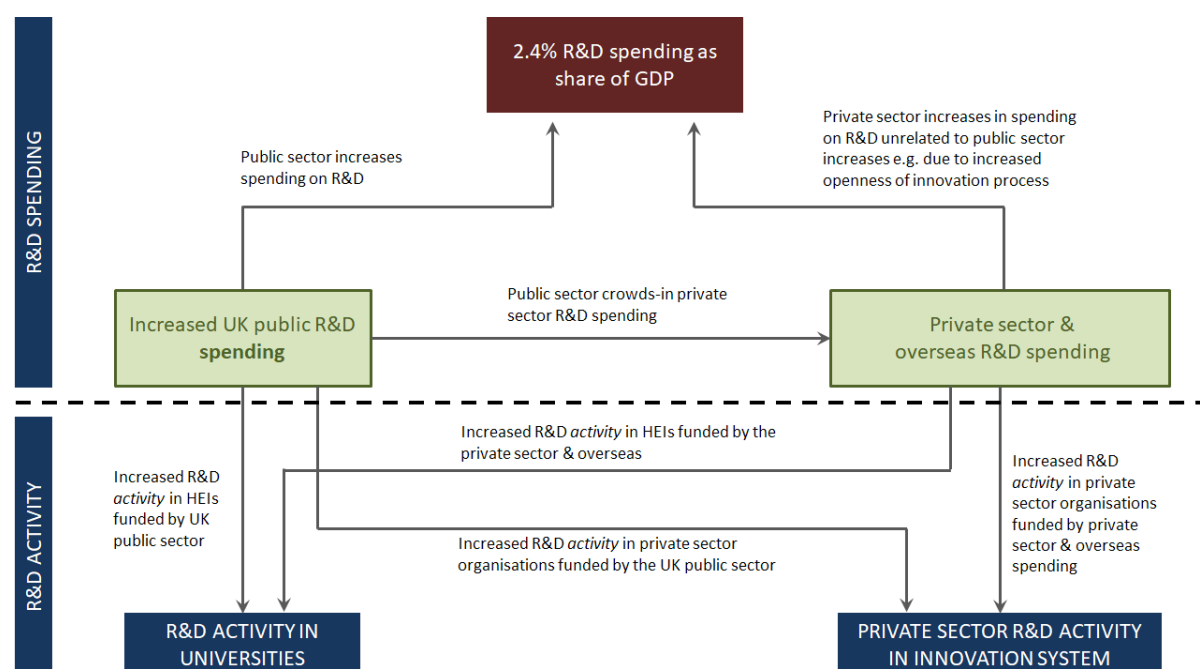 R&D SPENDING
2.4% R&D spending as
share of GDP
Public sector increases
spending on R&D
Private sector increases in spending
on R&D unrelated to public sector
increases e.g. due to increased
openness of innovation process
Increased UK public R&D
spending
Public sector crowds-in private
sector R&D spending
Private sector &
overseas R&D spending
R&D ACTIVITY
Increased R&D
activity in HEIs
funded by UK
public sector
Increased R&D activity in HEIs funded by the
private sector & overseas
Increased R&D activity in private sector
organisations funded by the UK public sector
Increased R&D
activity in private
sector organisations
funded by private
sector & overseas
spending
R&D ACTIVITY IN
UNIVERSITIES
PRIVATE SECTOR R&D ACTIVITY
IN INNOVATION SYSTEM